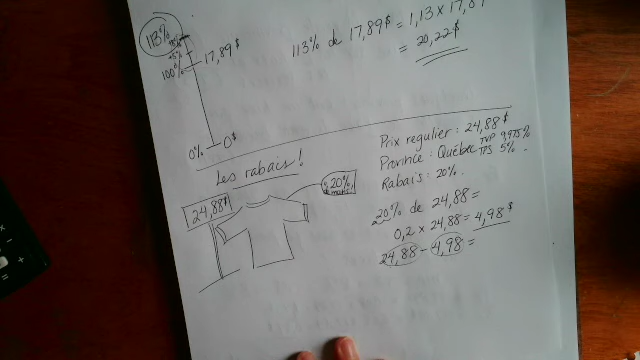 113%
100%
17,89$
0% 0$
113% de 17,89$ = 1,13 x 17,89
= 20,22$
Les rabais!
24,88$
20%
Prix regulier : 24,88$
Province : Québec TVP 9,975%
TPS 5%.
Rabais : 20%.
20% de 24,88 =
0,2 x 24,88 = 4,98$
24,88 - 4,98 =